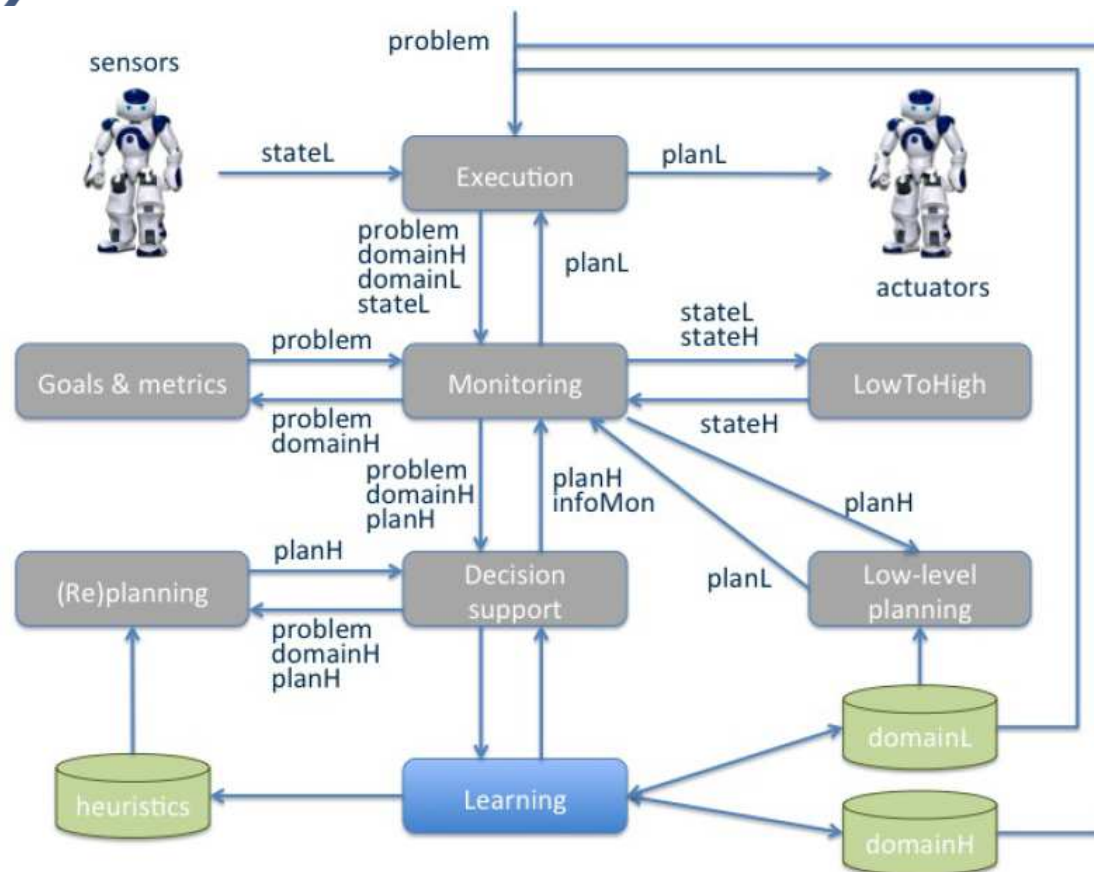 problem
sensors
stateL
Execution
planL
problem
domainH
domainL
stateL
planL
actuators
stateL
stateH
problem
Goals & metrics
Monitoring
LowToHigh
problem
domainH
stateH
problem
domainH
planH
planH
infoMon
planH
planH
(Re)planning
Decision
support
planL
Low-level
planning
problem
domainH
planH
domainL
heuristics
Learning
domainH